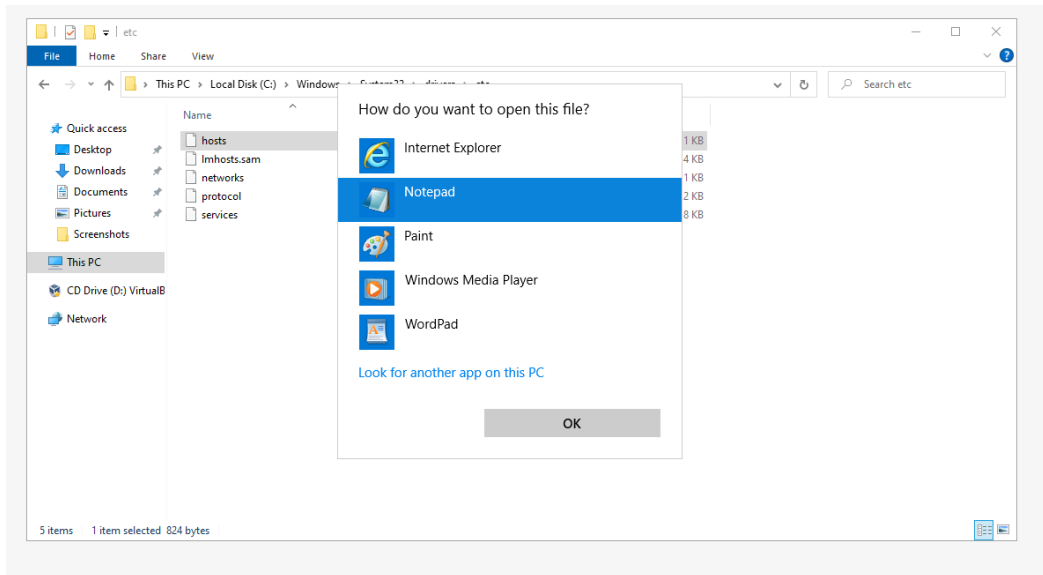 etc
File Home Share View
This PC > Local Disk (C:) > Windows
Search etc
Name
Quick access
Desktop
Downloads
Documents
Pictures
Screenshots
This PC
CD Drive (D:) VirtualB
Network
hosts 1 KB
lmhosts.sam 4 KB
networks 1 KB
protocol 2 KB
services 8 KB
How do you want to open this file?
Internet Explorer
Notepad
Paint
Windows Media Player
WordPad
Look for another app on this PC
OK
5 items 1 item selected 824 bytes